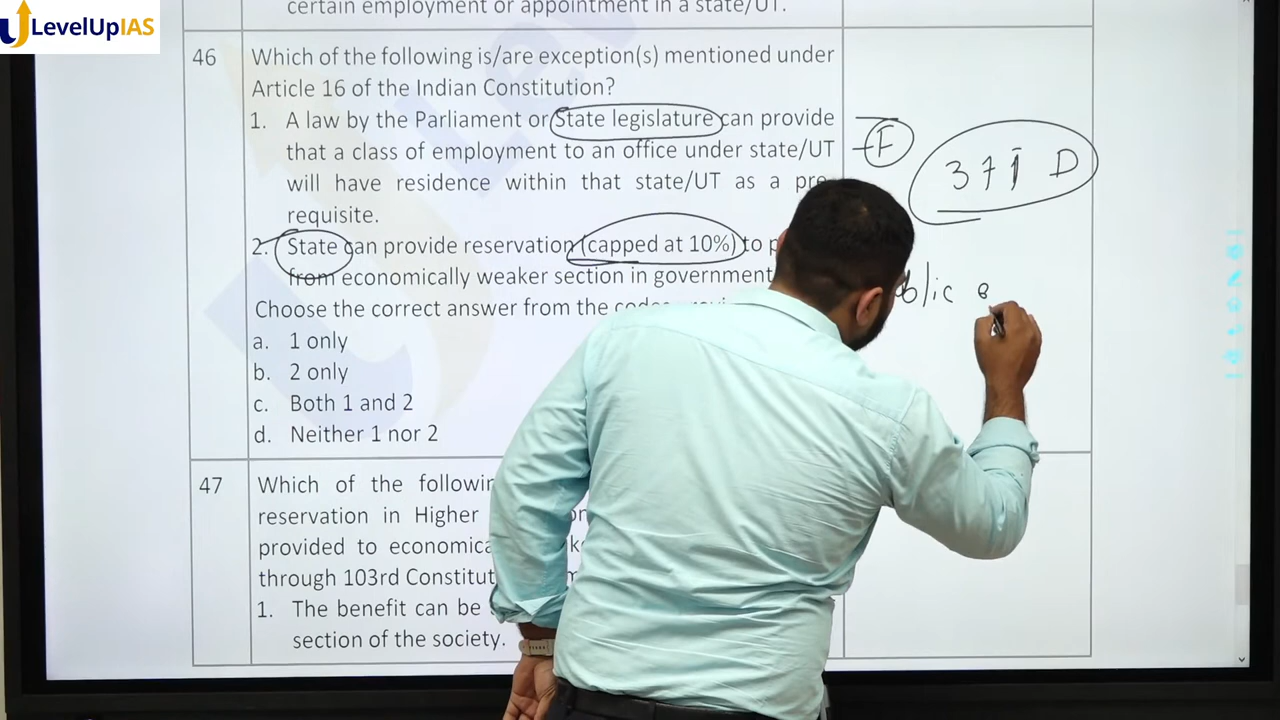 LevelUpIAS
certain employment or appointment in a state/UT.
46
Which of the following is/are exception(s) mentioned under
Article 16 of the Indian Constitution?
1. A law by the Parliament or State legislature can provide
that a class of employment to an office under state/UT
will have residence within that state/UT as a pre-
requisite.
2. State can provide reservation (capped at 10%) to
from economically weaker section in government
Choose the correct answer from the
a. 1 only
b. 2 only
c. Both 1 and 2
d. Neither 1 nor 2
F
371 D
47
Which of the
reservation in Higher
provided to
through 103rd
1. The benefit can be
section of the society.